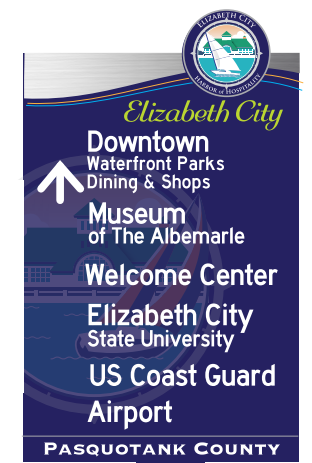 ELIZABETH CITY
HARBOR of HOSPITALITY
Elizabeth City
Downtown
Waterfront Parks
Dining & Shops
Museum
of The Albemarle
Welcome Center
Elizabeth City
State University
US Coast Guard
Airport
PASQUOTANK COUNTY